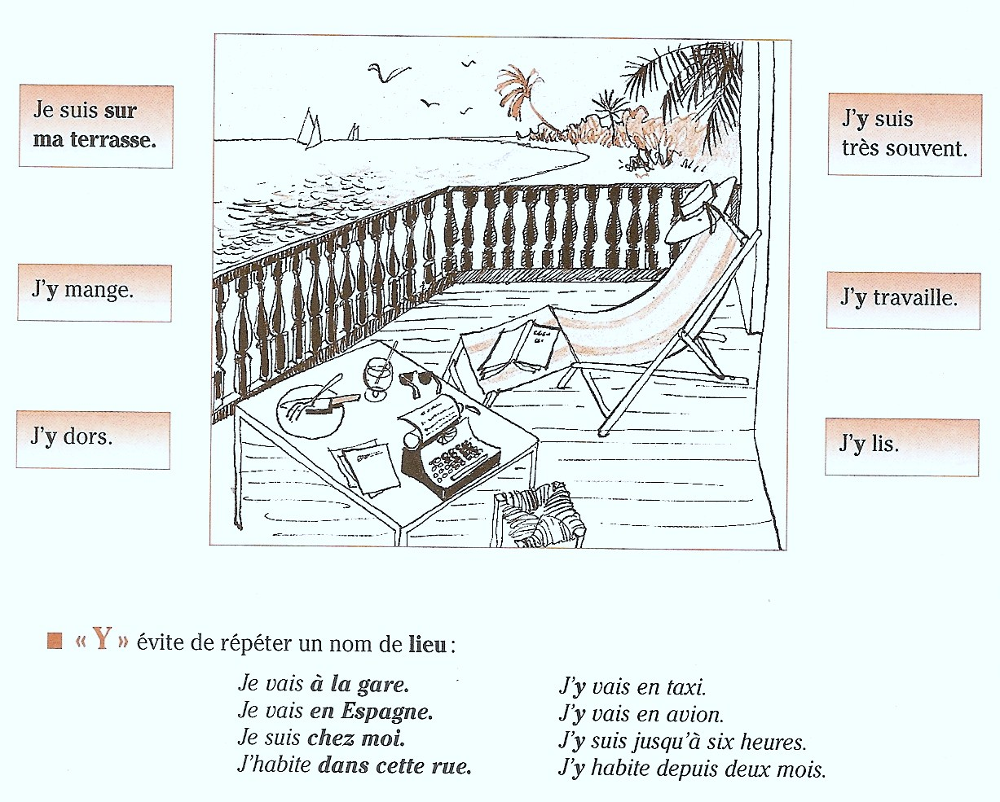 Je suis sur
ma terrasse.
J'y suis
très souvent.
J'y mange.
J'y travaille.
J'y dors.
J'y lis.
■ « Y » évite de répéter un nom de lieu :
Je vais à la gare. J'y vais en taxi.
Je vais en Espagne. J'y vais en avion.
Je suis chez moi. J'y suis jusqu'à six heures.
J'habite dans cette rue. J'y habite depuis deux mois.